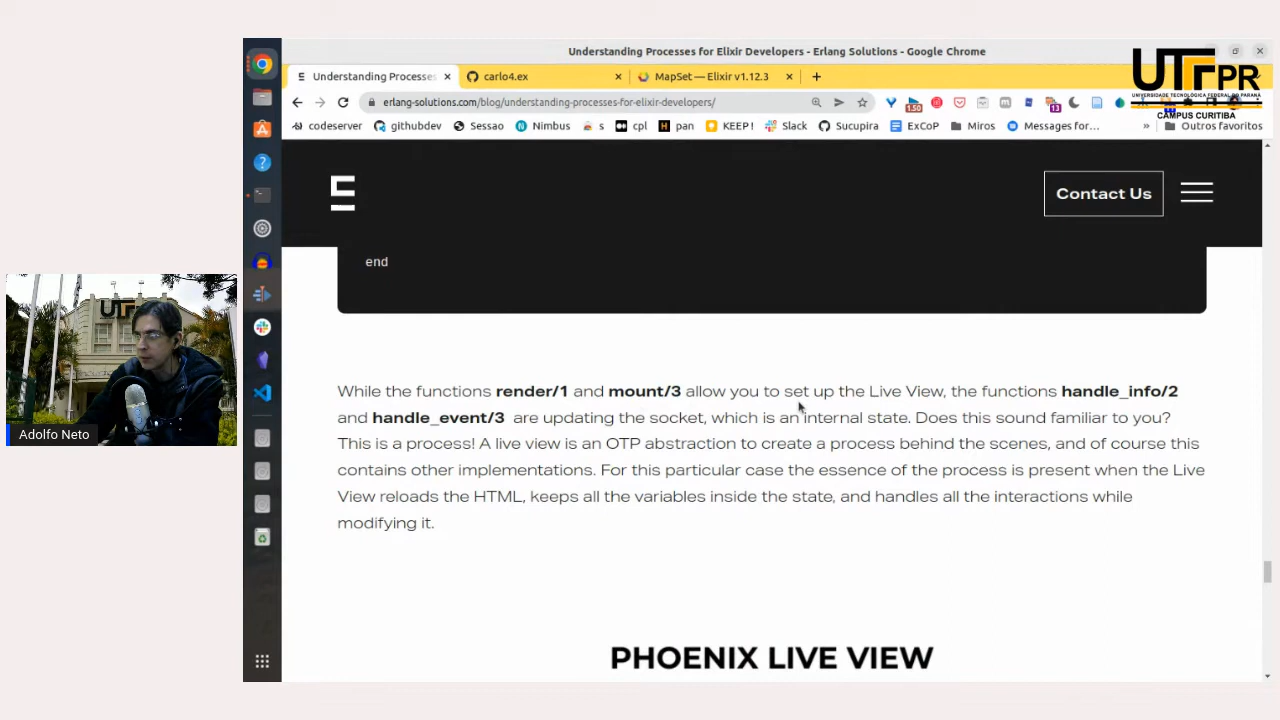 Understanding Processes for Elixir Developers - Erlang Solutions - Google Chrome
Understanding Processes
carlo4.ex
MapSet — Elixir v1.12.3
erlang-solutions.com/blog/understanding-processes-for-elixir-developers/
1.50
13
codeserver
githubdev
Sessao
Nimbus
s
cpl
pan
KEEP!
Slack
Sucupira
ExCoP
Miros
Messages for...
»
Outros favoritos
UTFPR
UNIVERSIDADE TECNOLÓGICA FEDERAL DO PARANÁ
CÂMPUS CURITIBA
Contact Us
end
While the functions render/1 and mount/3 allow you to set up the Live View, the functions handle_info/2
and handle_event/3 are updating the socket, which is an internal state. Does this sound familiar to you?
This is a process! A live view is an OTP abstraction to create a process behind the scenes, and of course this
contains other implementations. For this particular case the essence of the process is present when the Live
View reloads the HTML, keeps all the variables inside the state, and handles all the interactions while
modifying it.
PHOENIX LIVE VIEW
Adolfo Neto